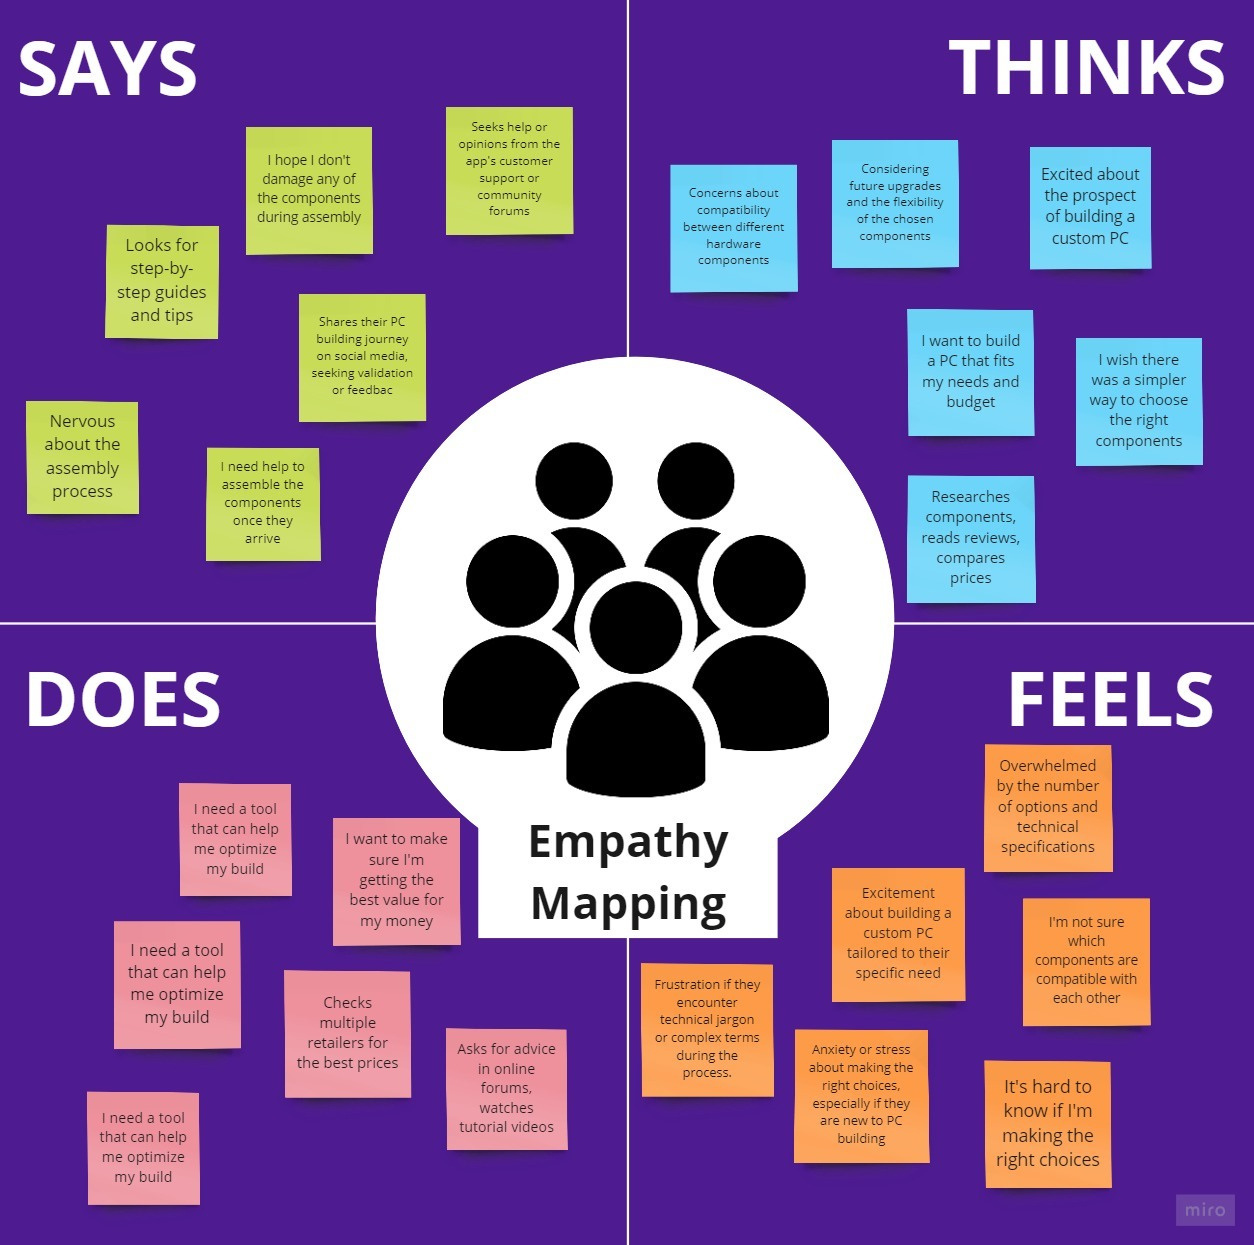 SAYS
I hope I don't
damage any of
the components
during assembly
Seeks help or
opinions from the
app's customer
support or
community
forums
Looks for
step-by-
step guides
and tips
Shares their PC
building journey
on social media,
seeking validation
or feedbac
Nervous
about the
assembly
process
I need help to
assemble the
components
once they
arrive
THINKS
Concerns about
compatibility
between different
hardware
components
Considering
future upgrades
and the flexibility
of the chosen
components
Excited about
the prospect
of building a
custom PC
I want to build
a PC that fits
my needs and
budget
I wish there
was a simpler
way to choose
the right
components
Researches
components,
reads reviews,
compares
prices
Empathy
Mapping
DOES
I need a tool
that can help
me optimize
my build
I want to make
sure I'm
getting the
best value for
my money
I need a tool
that can help
me optimize
my build
Checks
multiple
retailers for
the best prices
Asks for advice
in online
forums,
watches
tutorial videos
I need a tool
that can help
me optimize
my build
FEELS
Overwhelmed
by the number
of options and
technical
specifications
Excitement
about building a
custom PC
tailored to their
specific need
I'm not sure
which
components are
compatible with
each other
Frustration if they
encounter
technical jargon
or complex terms
during the
process.
Anxiety or stress
about making the
right choices,
especially if they
are new to PC
building
It's hard to
know if I'm
making the
right choices
miro